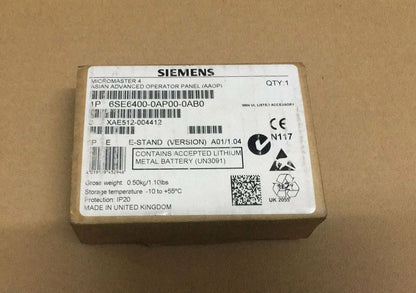 SIEMENS
MICROMASTER 4
ASIAN ADVANCED OPERATOR PANEL (AAOP)
QTY:1
1P 6SE6400-0AP00-0AB0
XAE512-004412
N117
E E-STAND (VERSION) A01/1.04
CONTAINS ACCEPTED LITHIUM
METAL BATTERY (UN3091)
Gross weight: 0.50kg/1.10lbs
Storage temperature -10 to +55°C
Protection: IP20
MADE IN UNITED KINGDOM
UK 2059